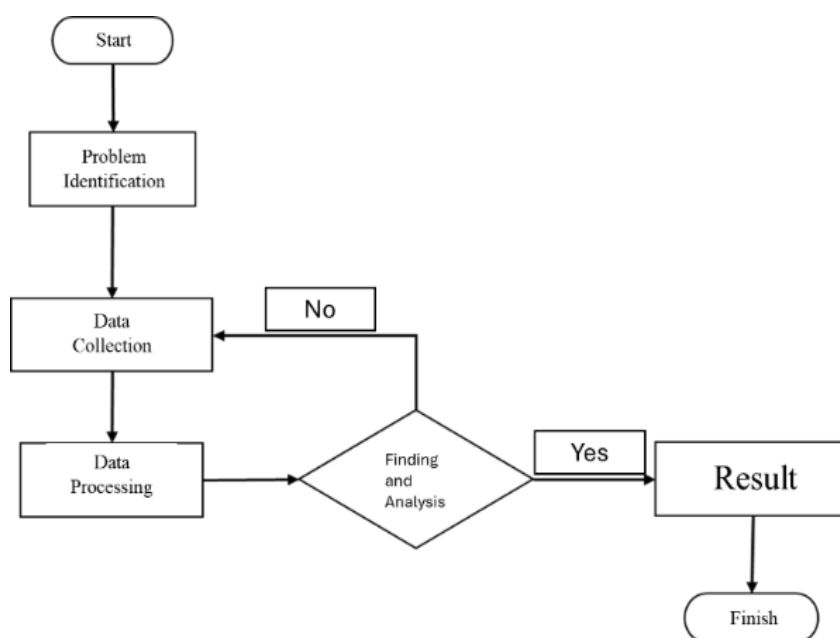 Start
Problem
Identification
No
Data
Collection
Yes
Finding
and
Analysis
Result
Data
Processing
Finish